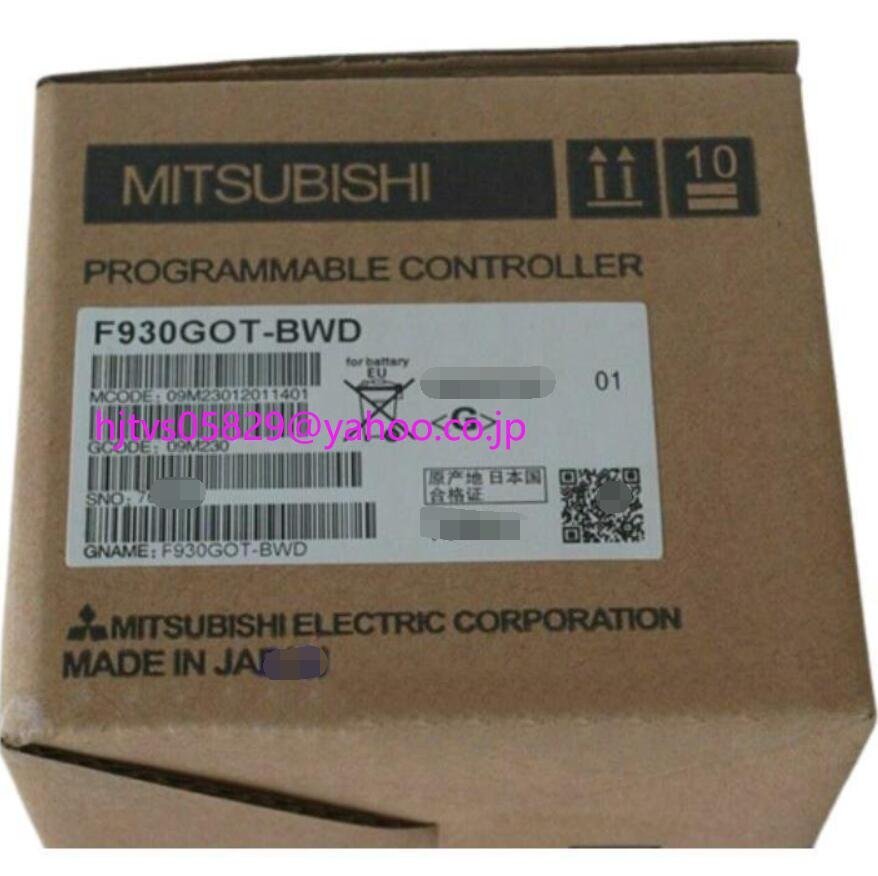 MITSUBISHI
10
PROGRAMMABLE CONTROLLER
F930GOT-BWD
for battery
EU
01
MCODE: 09M23012011401
hjtvs05829@yahoo.co.jp
<C>
GCODE: 09M230
原产地 日本国
合格证
SNO:
GNAME: F930GOT-BWD
MITSUBISHI ELECTRIC CORPORATION
MADE IN